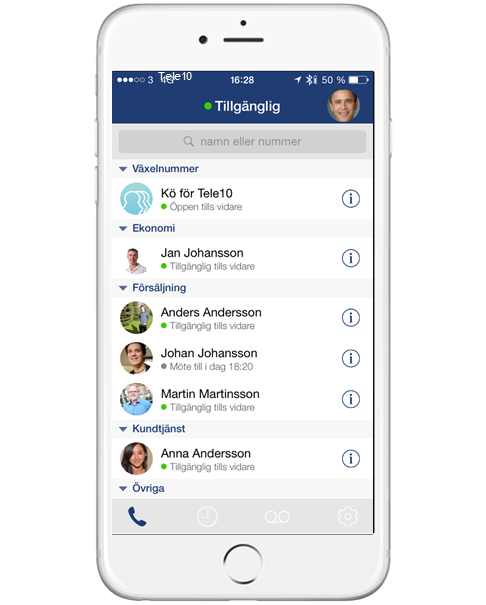 3 4G Tele10 16:28 50 %
Tillgänglig
namn eller nummer
Växelnummer
Kö för Tele10
Öppen tills vidare
Ekonomi
Jan Johansson
Tillgänglig tills vidare
Försäljning
Anders Andersson
Tillgänglig tills vidare
Johan Johansson
Möte till i dag 18:20
Martin Martinsson
Tillgänglig tills vidare
Kundtjänst
Anna Andersson
Tillgänglig tills vidare
Övriga